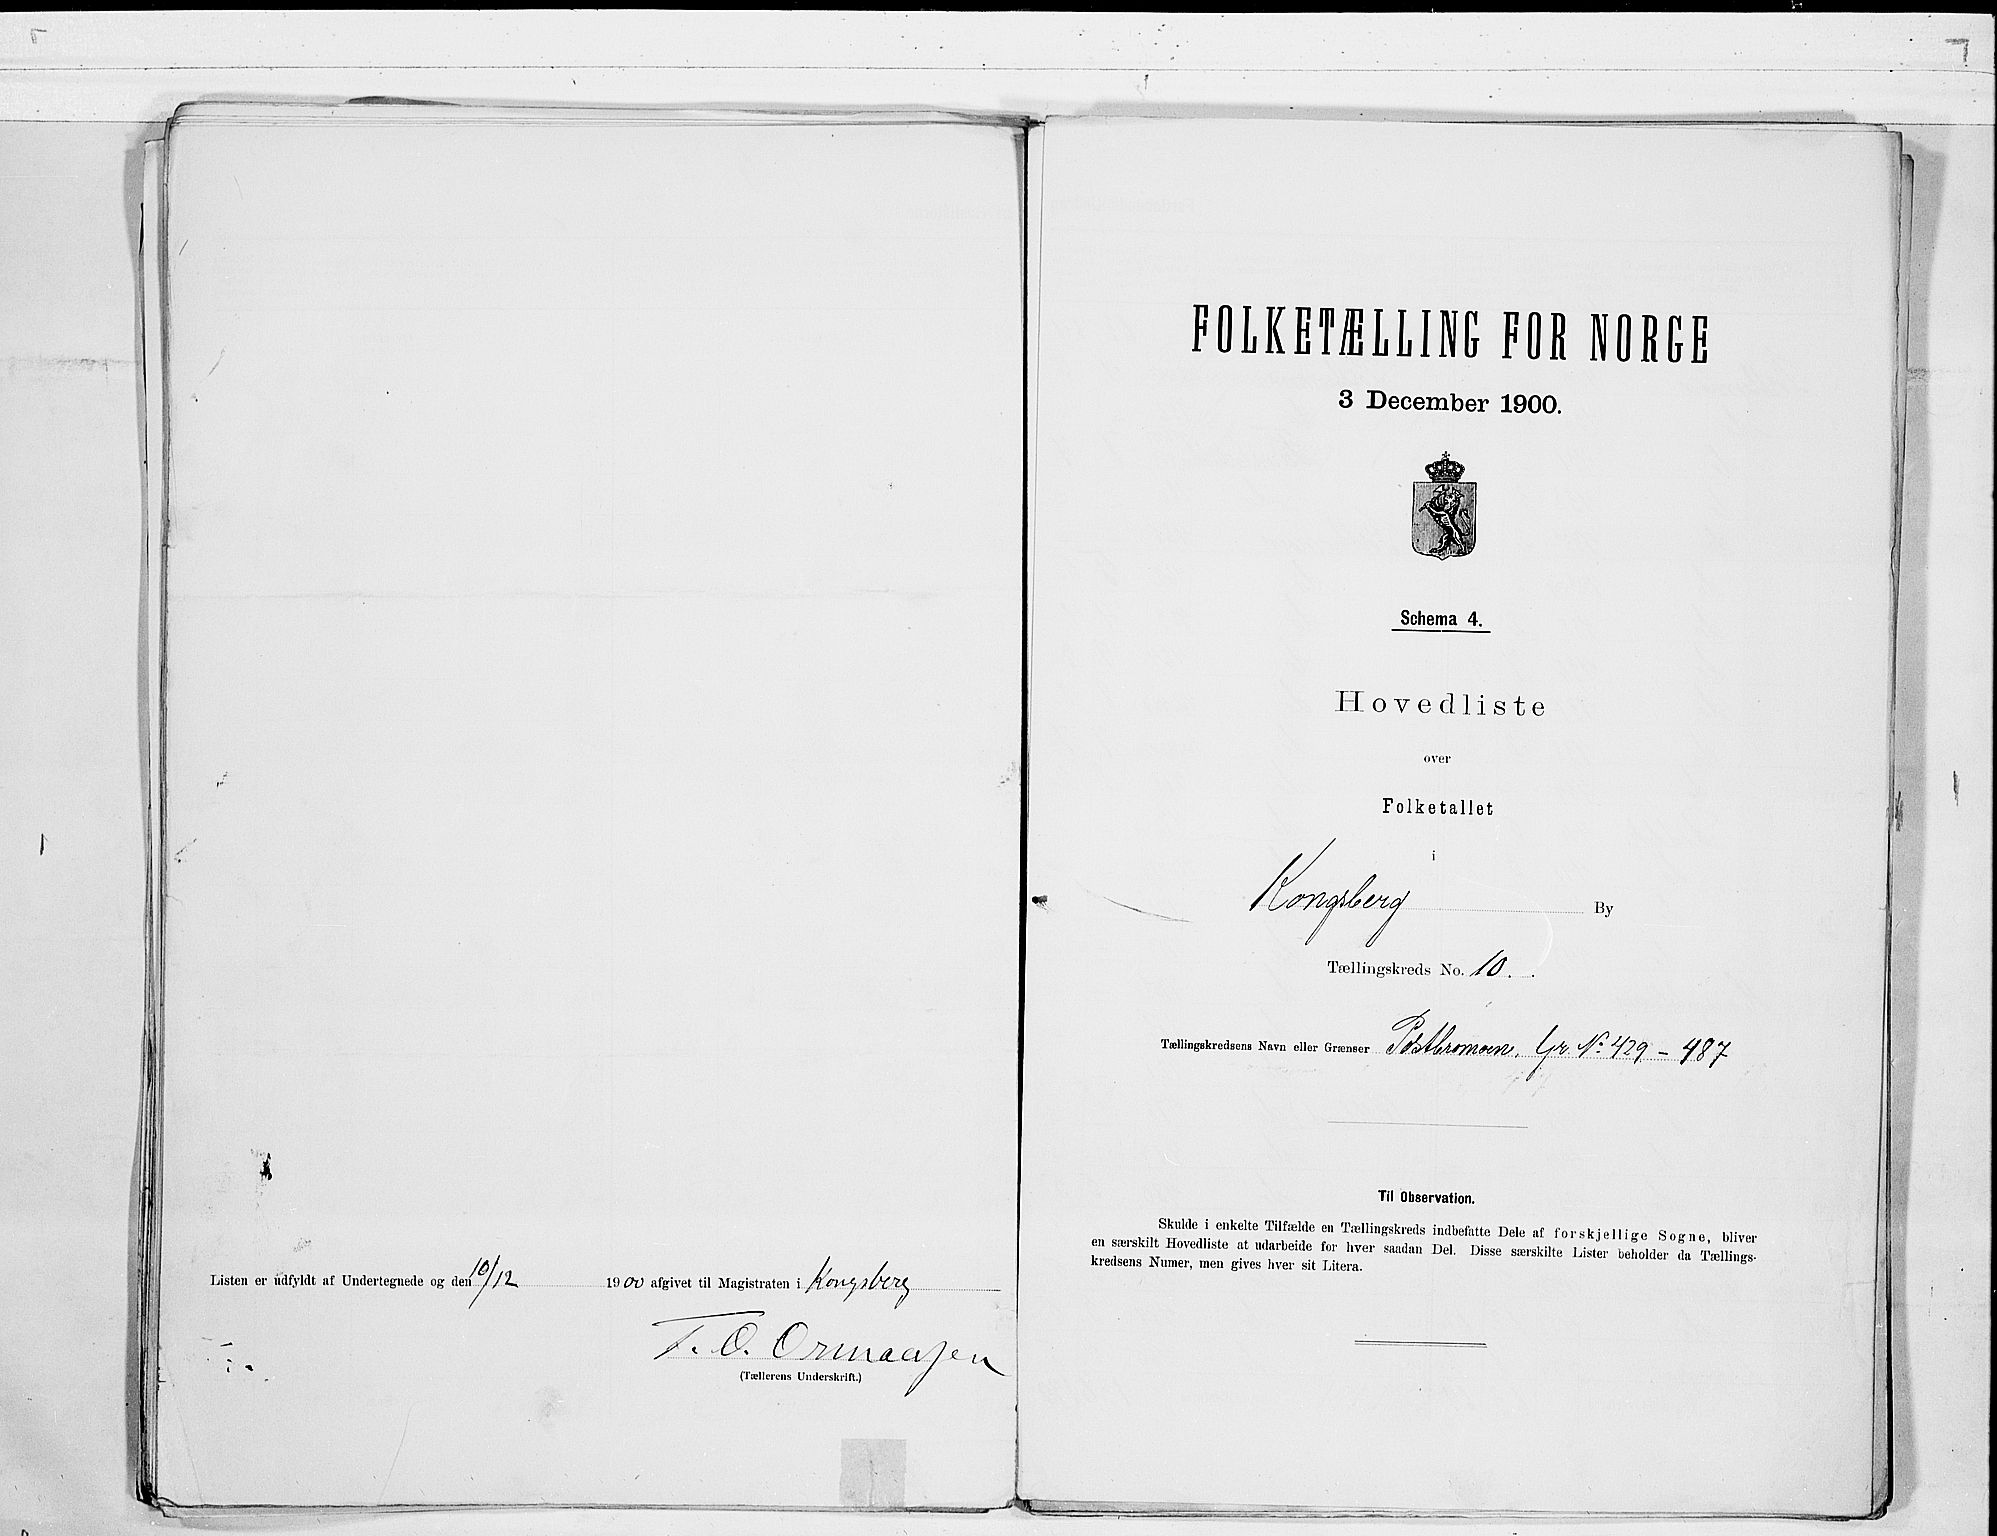 Listen er udfyldt af Undertegnede og den 10/12 1900 afgivet til Magistraten i Kongsberg
T. O. Ormaasen
(Tællerens Underskrift.)
FOLKETÆLLING FOR NORGE
3 December 1900.
Schema 4.
Hovedliste
over
Folketallet
i
Kongsberg By
Tællingskreds No. 10.
Tællingskredsens Navn eller Grænser Gr. No. 429 – 487
Til Observation.
Skulde i enkelte Tilfælde en Tællingskreds indbefatte Dele af forskjellige Sogne, bliver
en særskilt Hovedliste at udarbeide for hver saadan Del. Disse særskilte Lister beholder da Tællings-
kredsens Numer, men gives hver sit Litera.